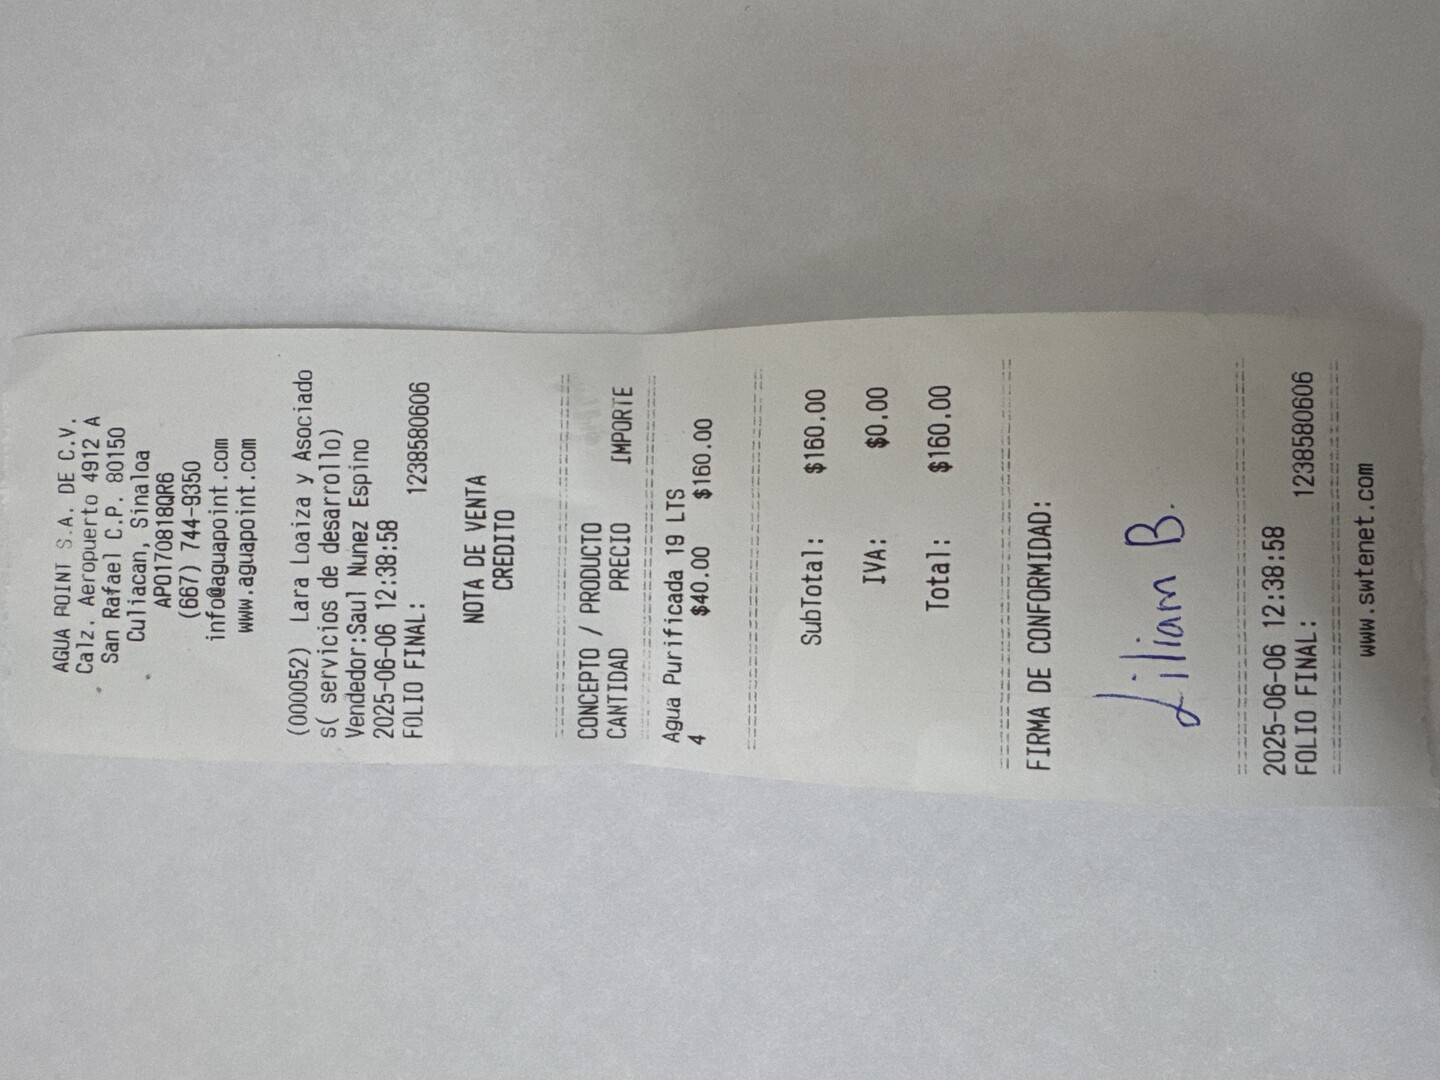 AGUA POINT S.A. DE C.V.
Calz. Aeropuerto 4912 A
San Rafael C.P. 80150
Culiacan, Sinaloa
APO170818QR6
(667) 744-9350
info@aguapoint.com
www.aguapoint.com
(000052) Lara Loaiza y Asociado
s( servicios de desarrollo)
Vendedor:Saul Nunez Espino
2025-06-06 12:38:58
FOLIO FINAL: 1238580606
NOTA DE VENTA
CREDITO
CONCEPTO / PRODUCTO
CANTIDAD PRECIO IMPORTE
Agua Purificada 19 LTS
4 $40.00 $160.00
SubTotal: $160.00
IVA: $0.00
Total: $160.00
FIRMA DE CONFORMIDAD:
Liliam B.
2025-06-06 12:38:58
FOLIO FINAL: 1238580606
www.swtenet.com